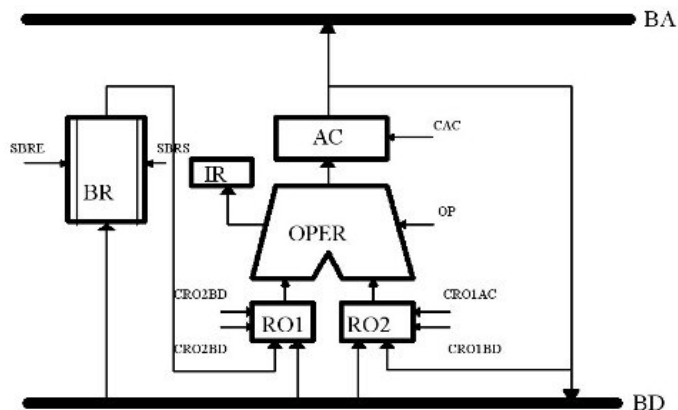 BA
AC
CAC
SBRE
SBRS
BR
IR
OPER
OP
CRO2BD
RO1
RO2
CRO1AC
CRO2BD
CRO1BD
BD